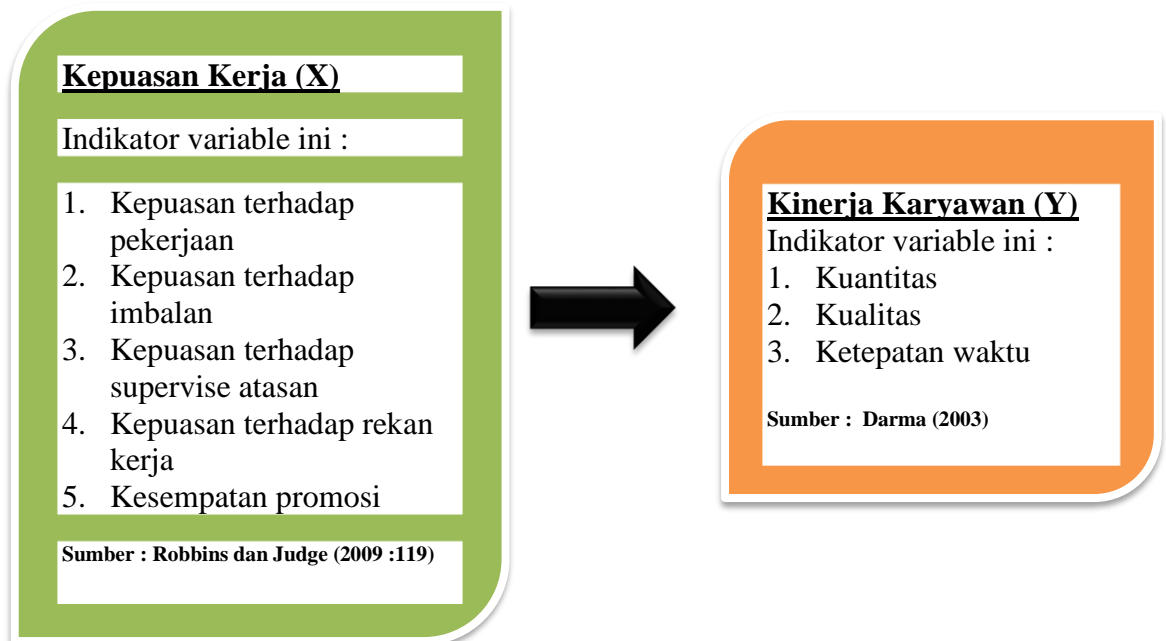 Kepuasan Kerja (X)
Indikator variable ini :
1. Kepuasan terhadap
pekerjaan
2. Kepuasan terhadap
imbalan
3. Kepuasan terhadap
supervise atasan
4. Kepuasan terhadap rekan
kerja
5. Kesempatan promosi
Sumber : Robbins dan Judge (2009 :119)
Kinerja Karyawan (Y)
Indikator variable ini :
1. Kuantitas
2. Kualitas
3. Ketepatan waktu
Sumber : Darma (2003)